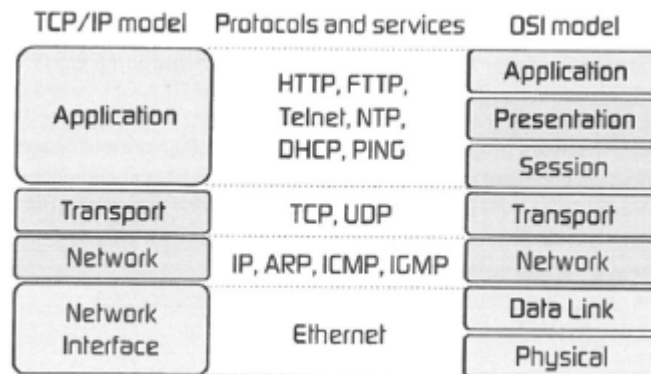 TCP/IP model Protocols and services OSI model
Application
HTTP, FTTP,
Telnet, NTP,
DHCP, PING
Application
Presentation
Session
Transport TCP, UDP Transport
Network IP, ARP, ICMP, IGMP Network
Network
Interface
Ethernet
Data Link
Physical